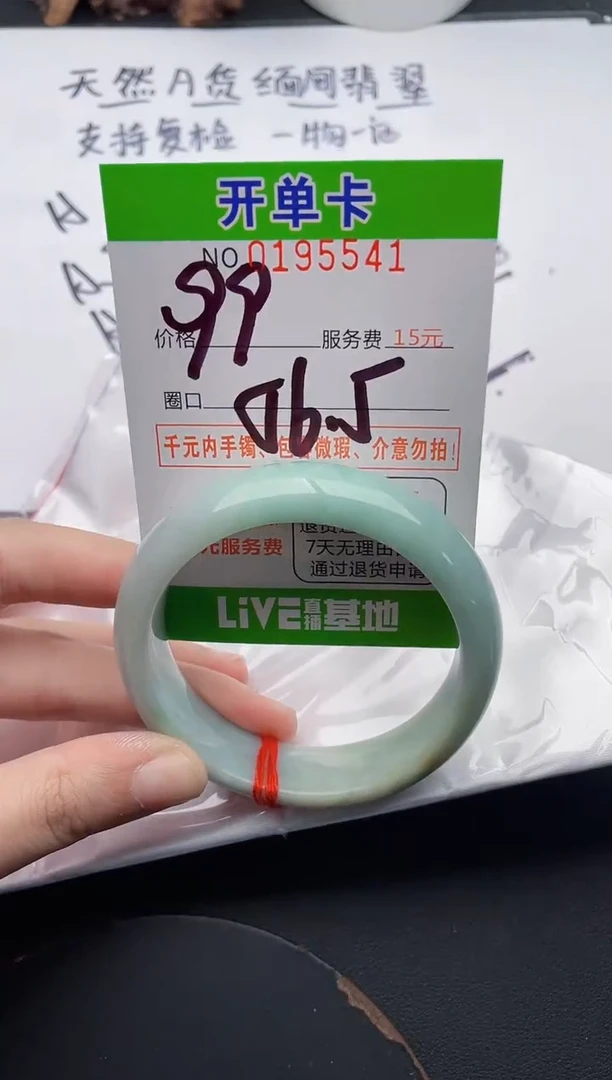 天然A货缅甸翡翠
支持复检 一物一证
开单卡
NO 0195541
99
价格 服务费 15元
圈口 56.5
千元内手镯、包容微瑕、介意勿拍！
元服务费
7天无理由
通过退货申请
LiVE直播基地